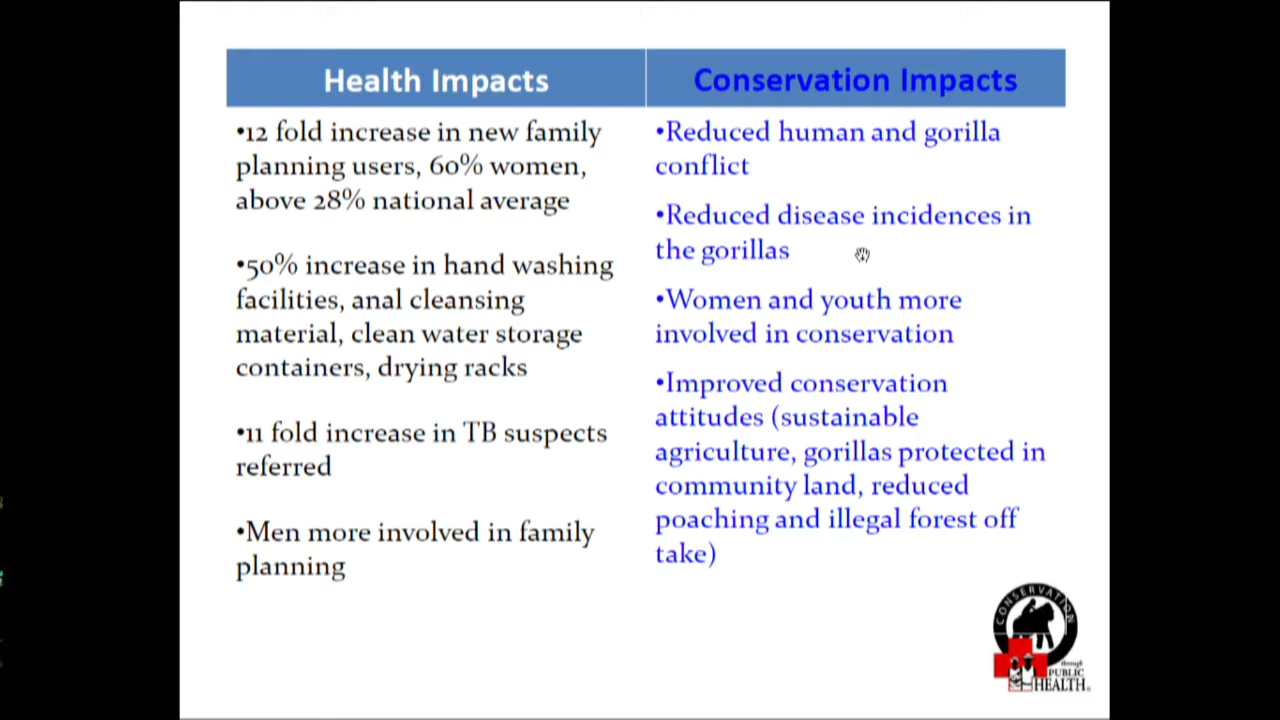 Health Impacts
Conservation Impacts
•12 fold increase in new family
planning users, 60% women,
above 28% national average
•50% increase in hand washing
facilities, anal cleansing
material, clean water storage
containers, drying racks
•11 fold increase in TB suspects
referred
•Men more involved in family
planning
•Reduced human and gorilla
conflict
•Reduced disease incidences in
the gorillas
•Women and youth more
involved in conservation
•Improved conservation
attitudes (sustainable
agriculture, gorillas protected in
community land, reduced
poaching and illegal forest off
take)
CONSERVATION
through
PUBLIC
HEALTH